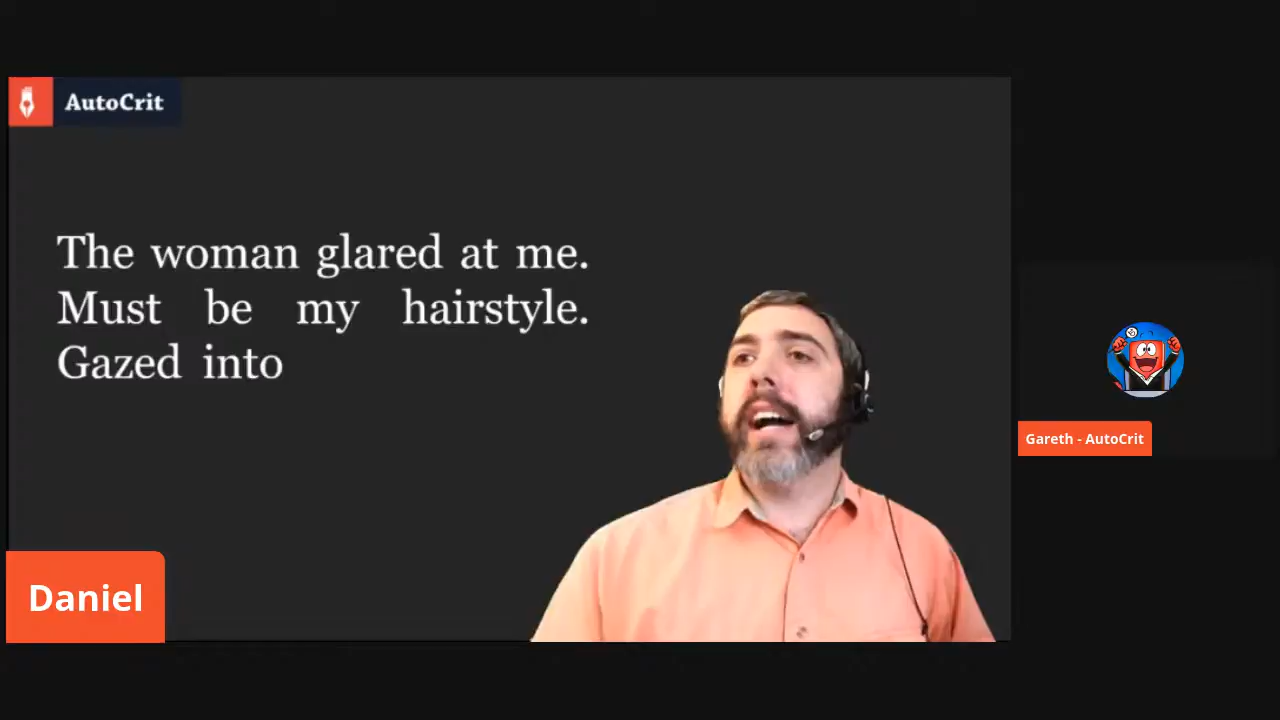 AutoCrit
The woman glared at me.
Must be my hairstyle.
Gazed into
Gareth - AutoCrit
Daniel